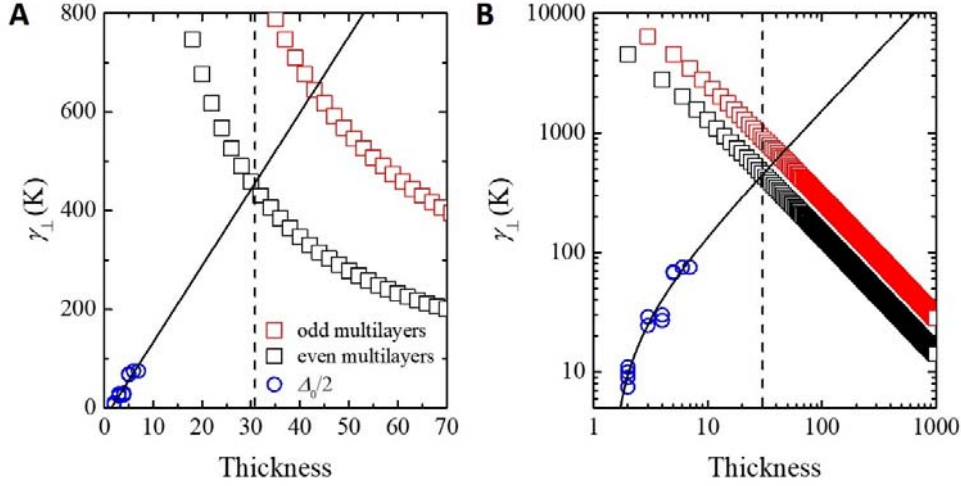 A
800
600
400
200
0
γ⊥ (K)
0 10 20 30 40 50 60 70
Thickness
odd multilayers
even multilayers
Δ0/2
B
10000
1000
100
10
γ⊥ (K)
1 10 100 1000
Thickness